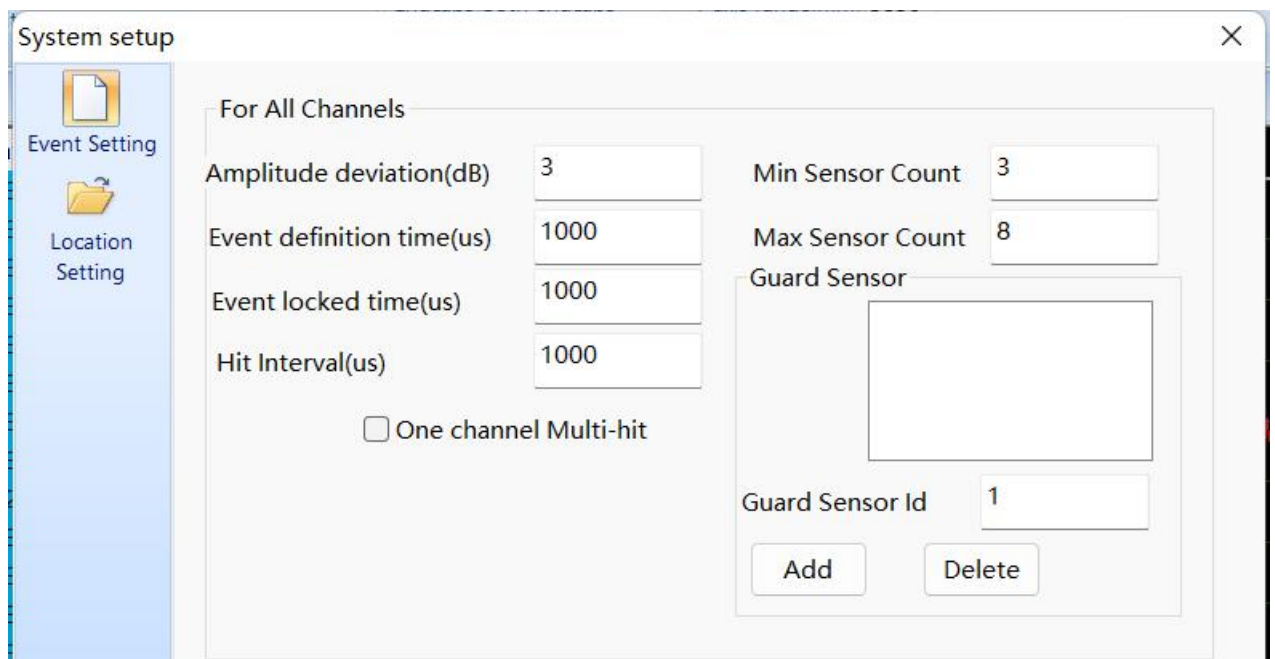 System setup
Event Setting
Location
Setting
For All Channels
Amplitude deviation(dB) 3
Event definition time(us) 1000
Event locked time(us) 1000
Hit Interval(us) 1000
One channel Multi-hit
Min Sensor Count 3
Max Sensor Count 8
Guard Sensor
Guard Sensor Id 1
Add Delete